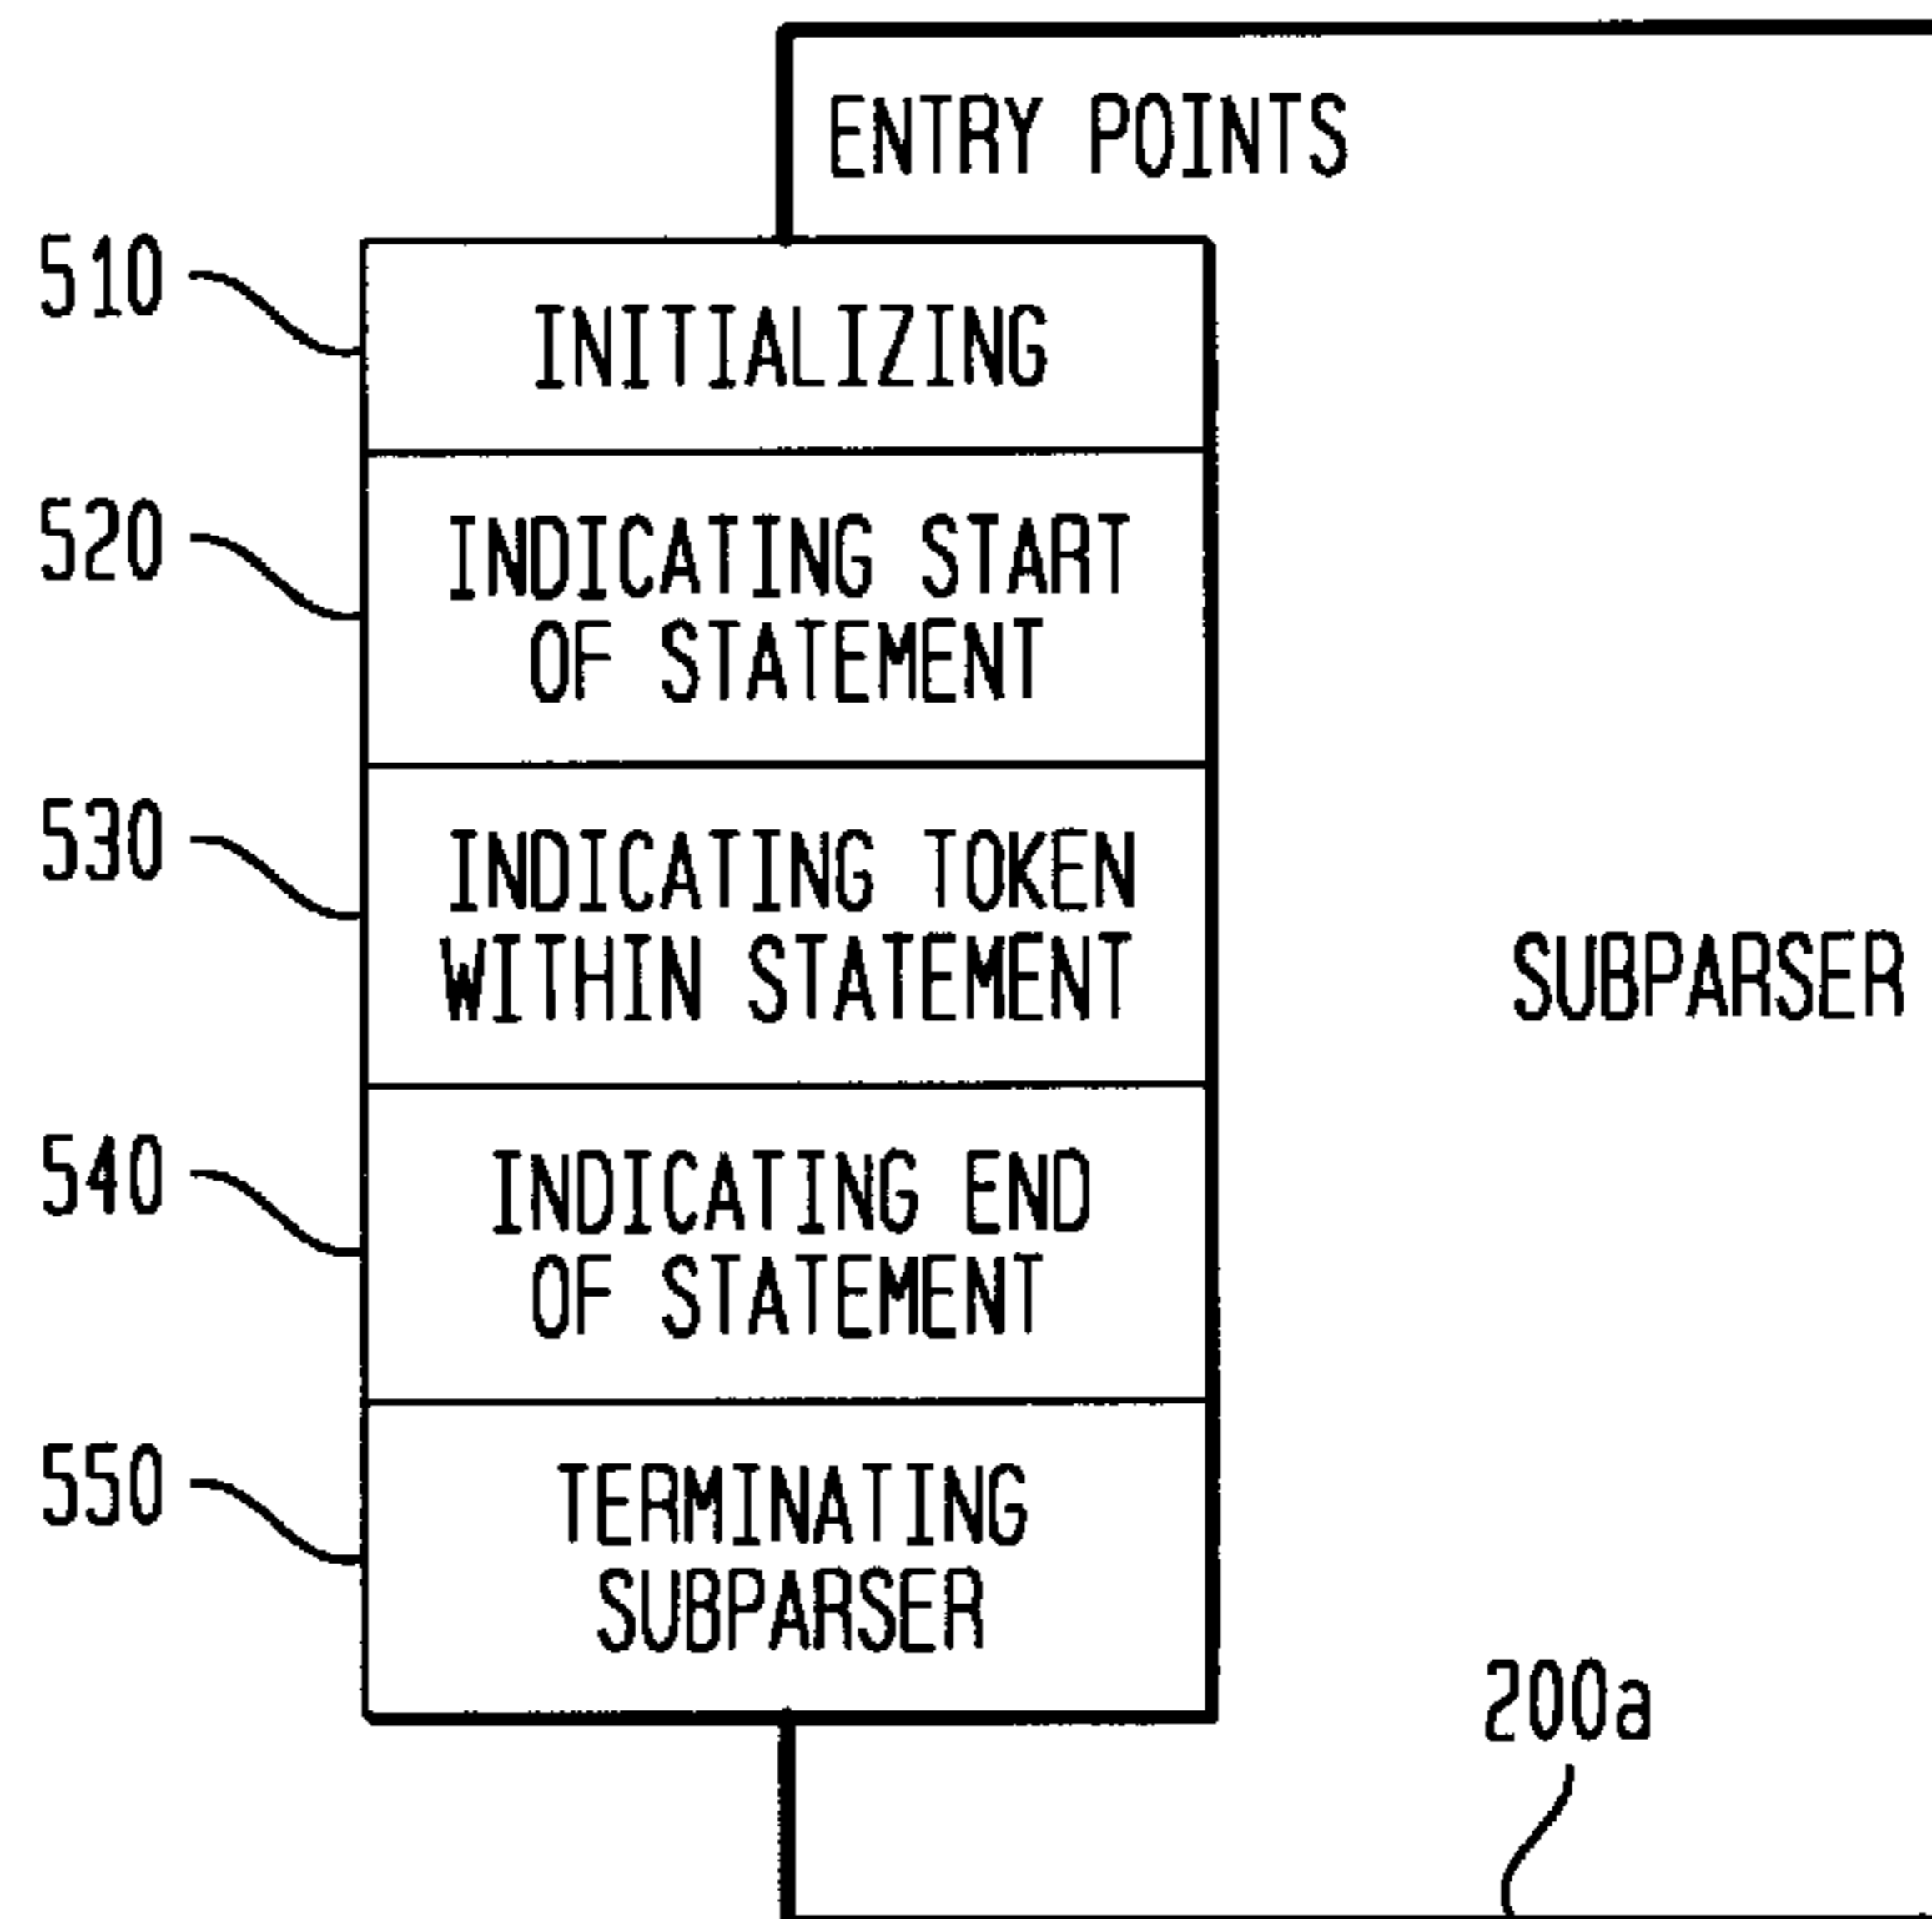 ENTRY POINTS
510
INITIALIZING
520
INDICATING START
OF STATEMENT
530
INDICATING TOKEN
WITHIN STATEMENT
SUBPARSER
540
INDICATING END
OF STATEMENT
550
TERMINATING
SUBPARSER
200a